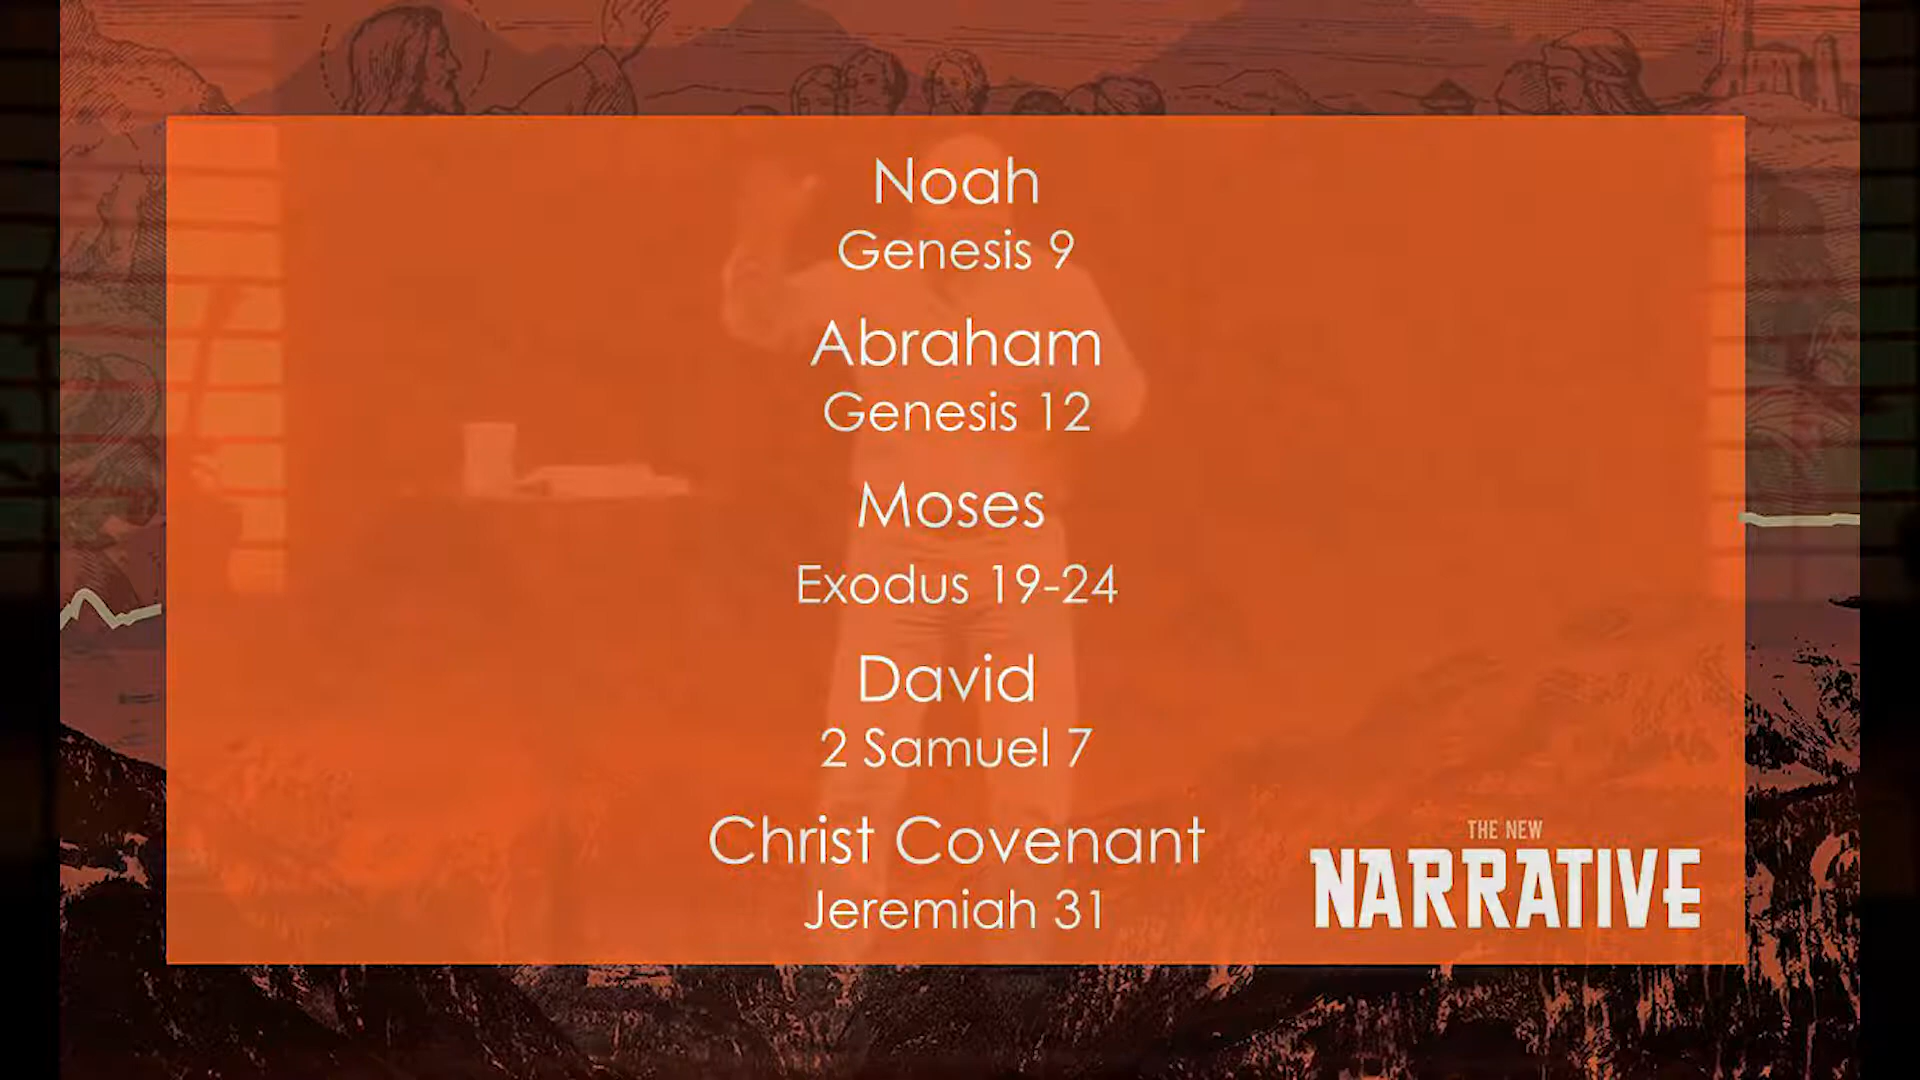 Noah
Genesis 9
Abraham
Genesis 12
Moses
Exodus 19-24
David
2 Samuel 7
Christ Covenant
Jeremiah 31
THE NEW
NARRATIVE